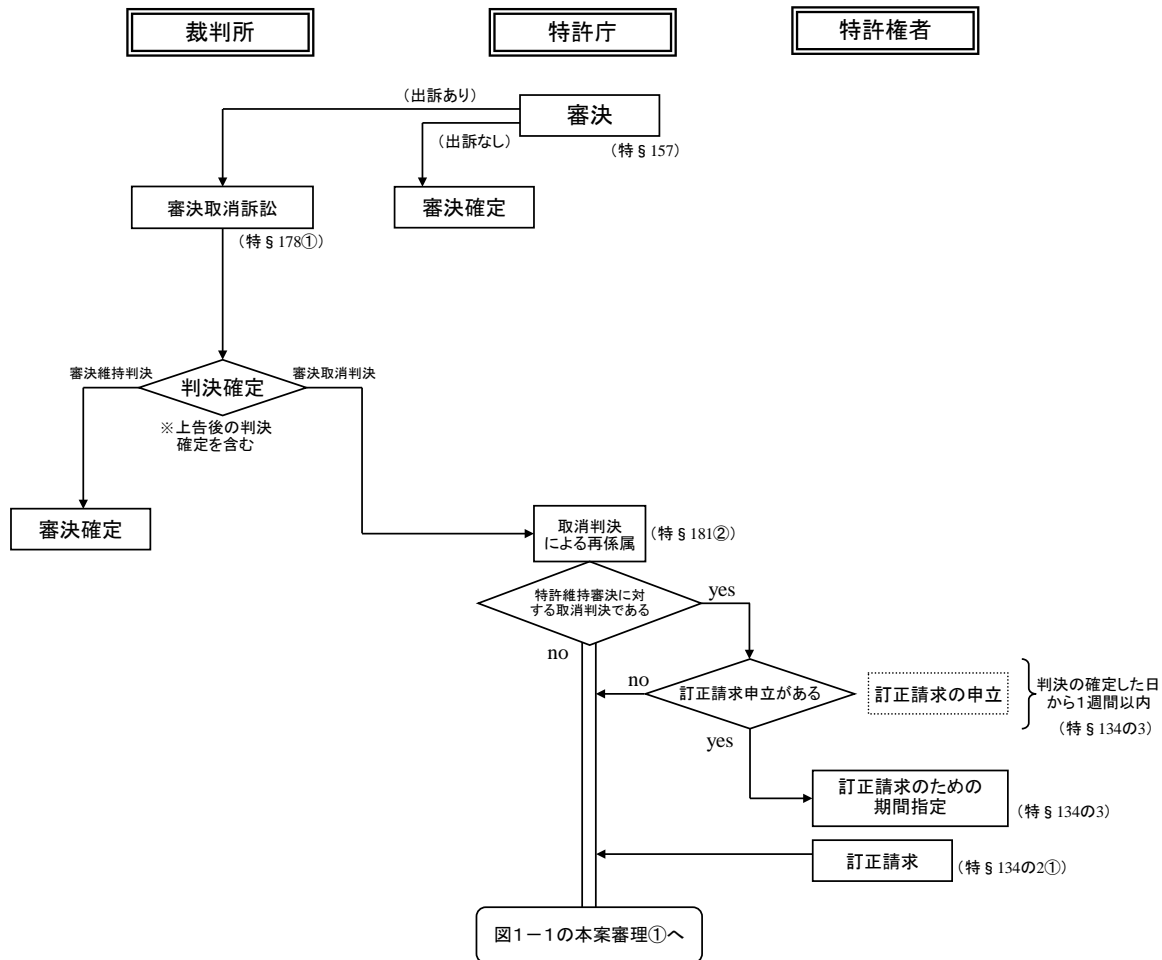 裁判所
特許庁
特許権者
（出訴あり）
審決
（出訴なし）
（特§157）
審決取消訴訟
審決確定
（特§178①）
審決維持判決
判決確定
審決取消判決
※上告後の判決
確定を含む
審決確定
取消判決
による再係属
（特§181②）
特許維持審決に対
する取消判決である
yes
no
no
訂正請求申立がある
訂正請求の申立
判決の確定した日
から1週間以内
（特§134の3）
yes
訂正請求のための
期間指定
（特§134の3）
訂正請求
（特§134の2①）
図1－1の本案審理①へ